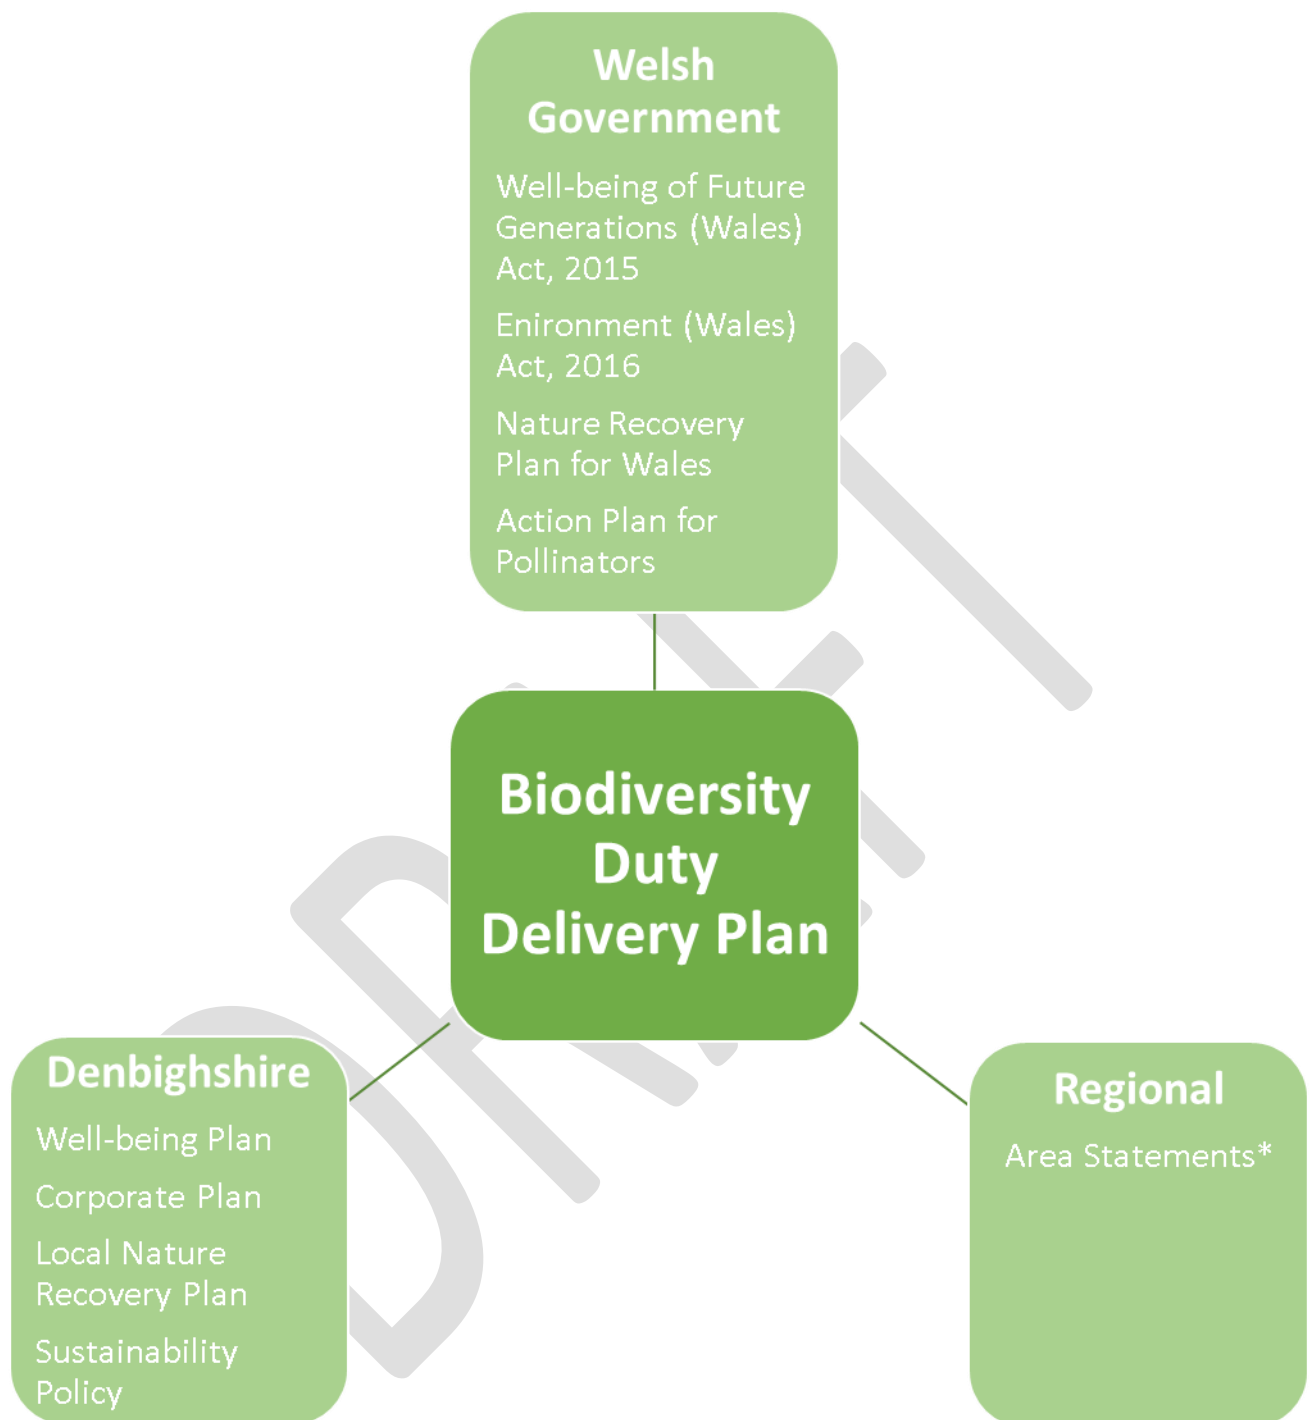 Welsh
Government
Well-being of Future
Generations (Wales)
Act, 2015
Enironment (Wales)
Act, 2016
Nature Recovery
Plan for Wales
Action Plan for
Pollinators
Biodiversity
Duty
Delivery Plan
Denbighshire
Well-being Plan
Corporate Plan
Local Nature
Recovery Plan
Sustainability
Policy
Regional
Area Statements*
DRAFT